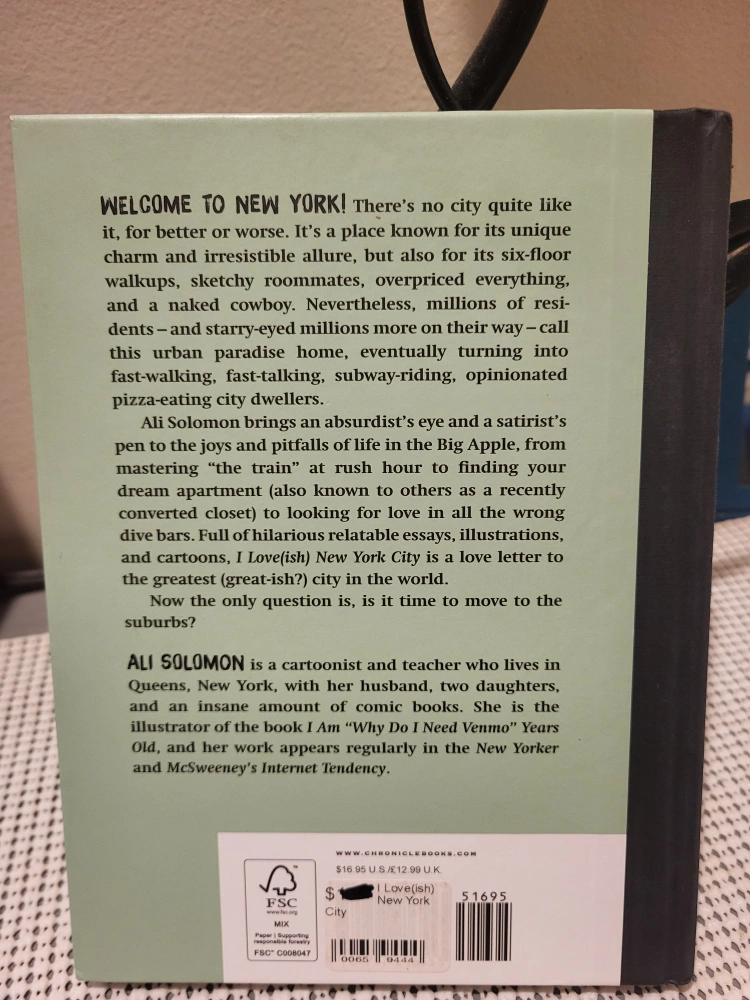 WELCOME TO NEW YORK! There's no city quite like
it, for better or worse. It's a place known for its unique
charm and irresistible allure, but also for its six-floor
walkups, sketchy roommates, overpriced everything,
and a naked cowboy. Nevertheless, millions of resi-
dents – and starry-eyed millions more on their way – call
this urban paradise home, eventually turning into
fast-walking, fast-talking, subway-riding, opinionated
pizza-eating city dwellers.
Ali Solomon brings an absurdist's eye and a satirist's
pen to the joys and pitfalls of life in the Big Apple, from
mastering "the train" at rush hour to finding your
dream apartment (also known to others as a recently
converted closet) to looking for love in all the wrong
dive bars. Full of hilarious relatable essays, illustrations,
and cartoons, I Love(ish) New York City is a love letter to
the greatest (great-ish?) city in the world.
Now the only question is, is it time to move to the
suburbs?
ALI SOLOMON is a cartoonist and teacher who lives in
Queens, New York, with her husband, two daughters,
and an insane amount of comic books. She is the
illustrator of the book I Am "Why Do I Need Venmo" Years
Old, and her work appears regularly in the New Yorker
and McSweeney's Internet Tendency.
WWW.CHRONICLEBOOKS.COM
$16.95 U.S./£12.99 U.K.
FSC
www.fsc.org
MIX
Paper | Supporting
responsible forestry
FSC™ C008047
$ I Love(ish)
New York
City
0065 9444
51695